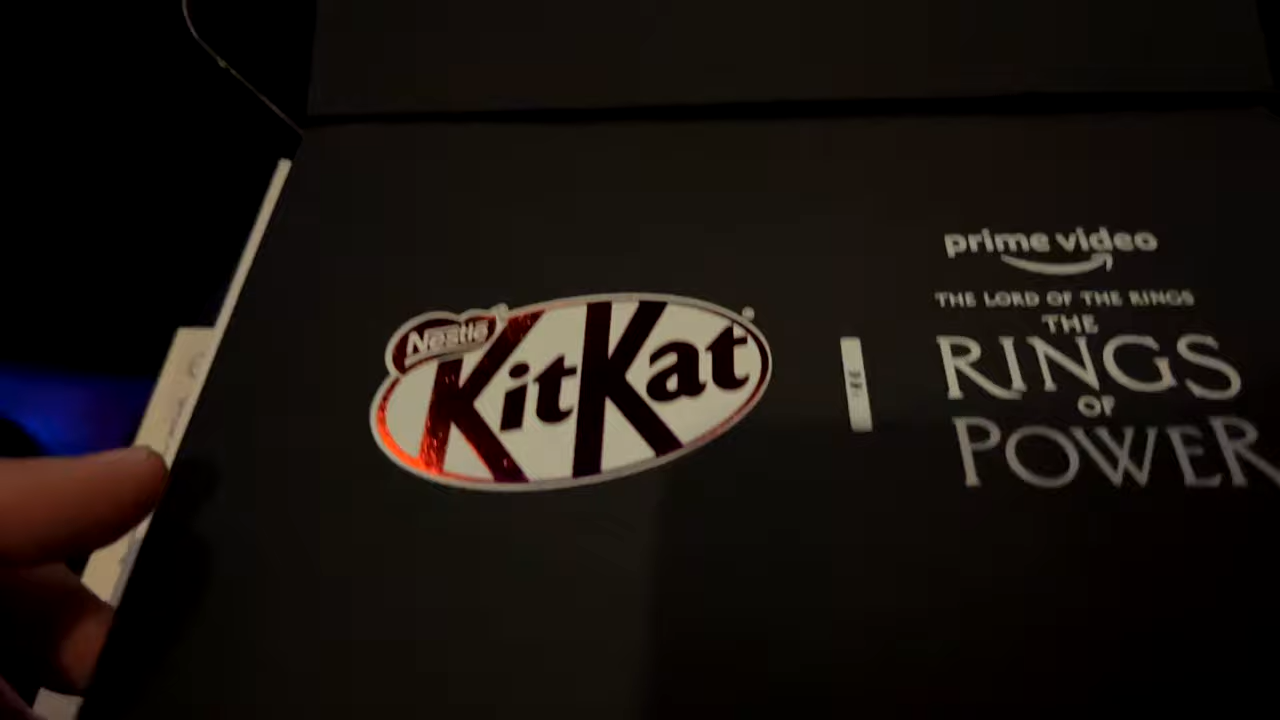 Nestlé
KitKat
prime video
THE LORD OF THE RINGS
THE
RINGS
OF
POWER